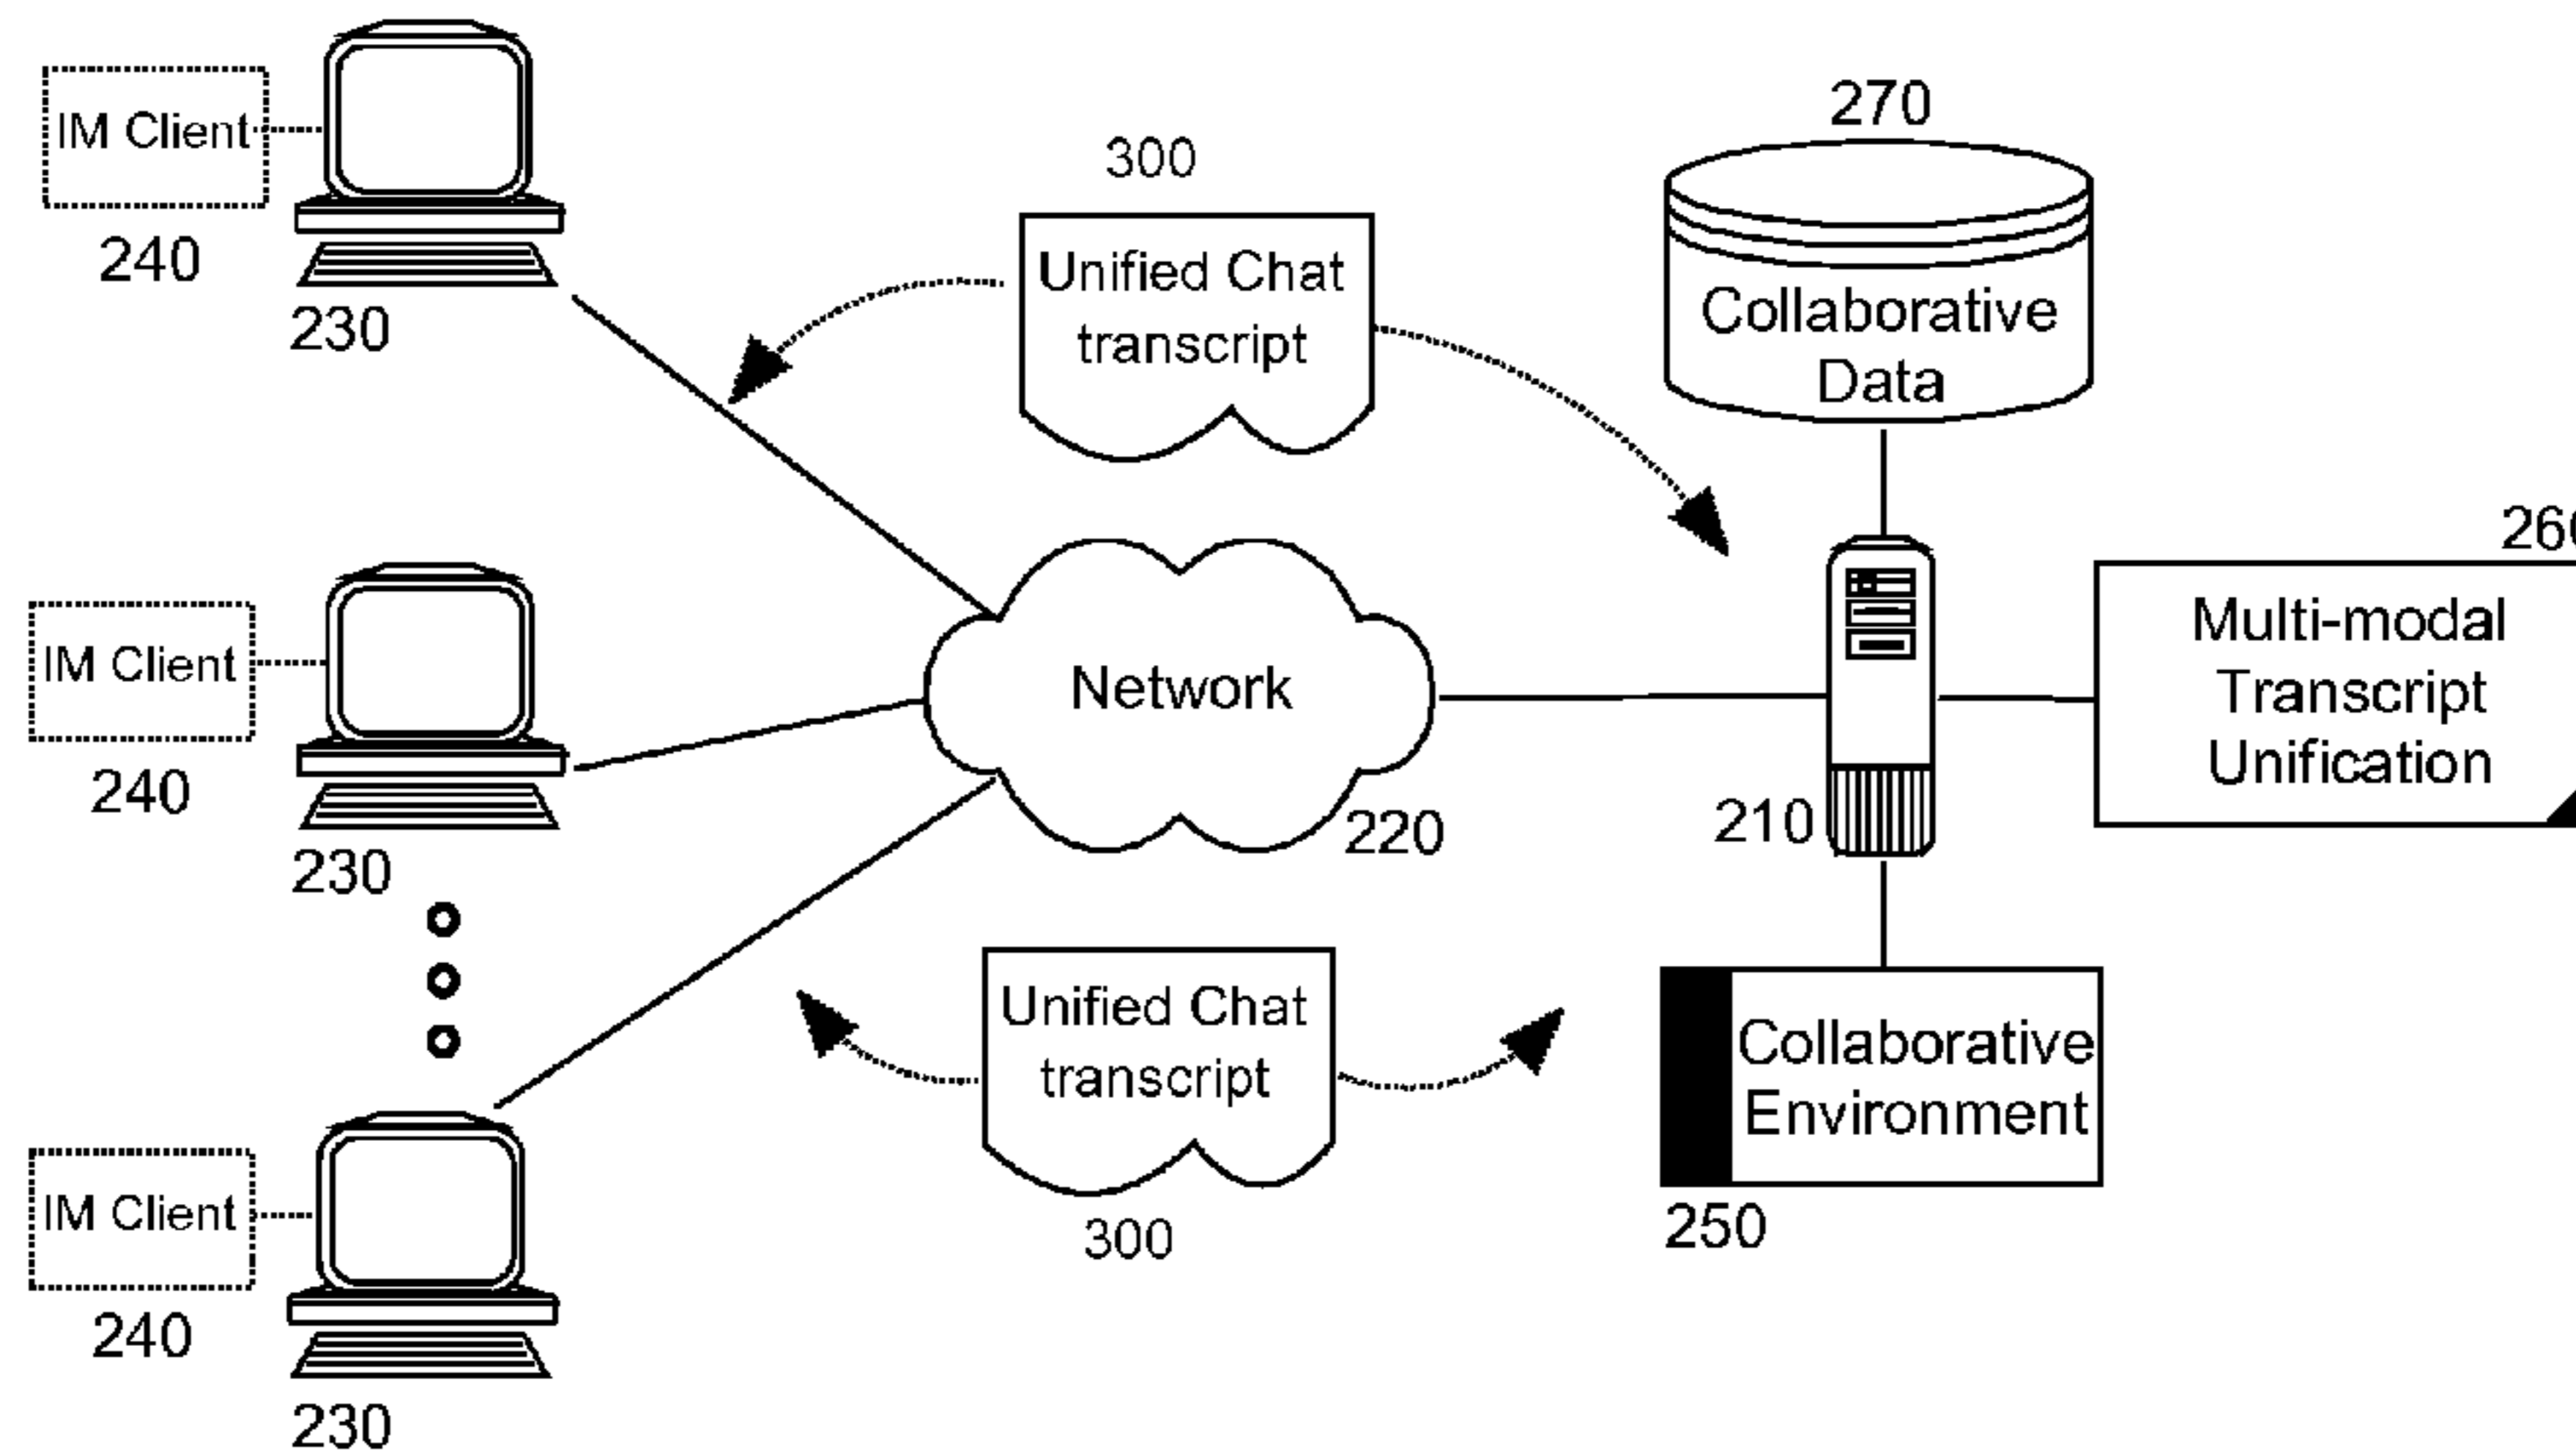 IM Client
240
230
300
Unified Chat
transcript
270
Collaborative
Data
IM Client
240
230
Network
220
210
Multi-modal
Transcript
Unification
Unified Chat
transcript
300
Collaborative
Environment
250
IM Client
240
230